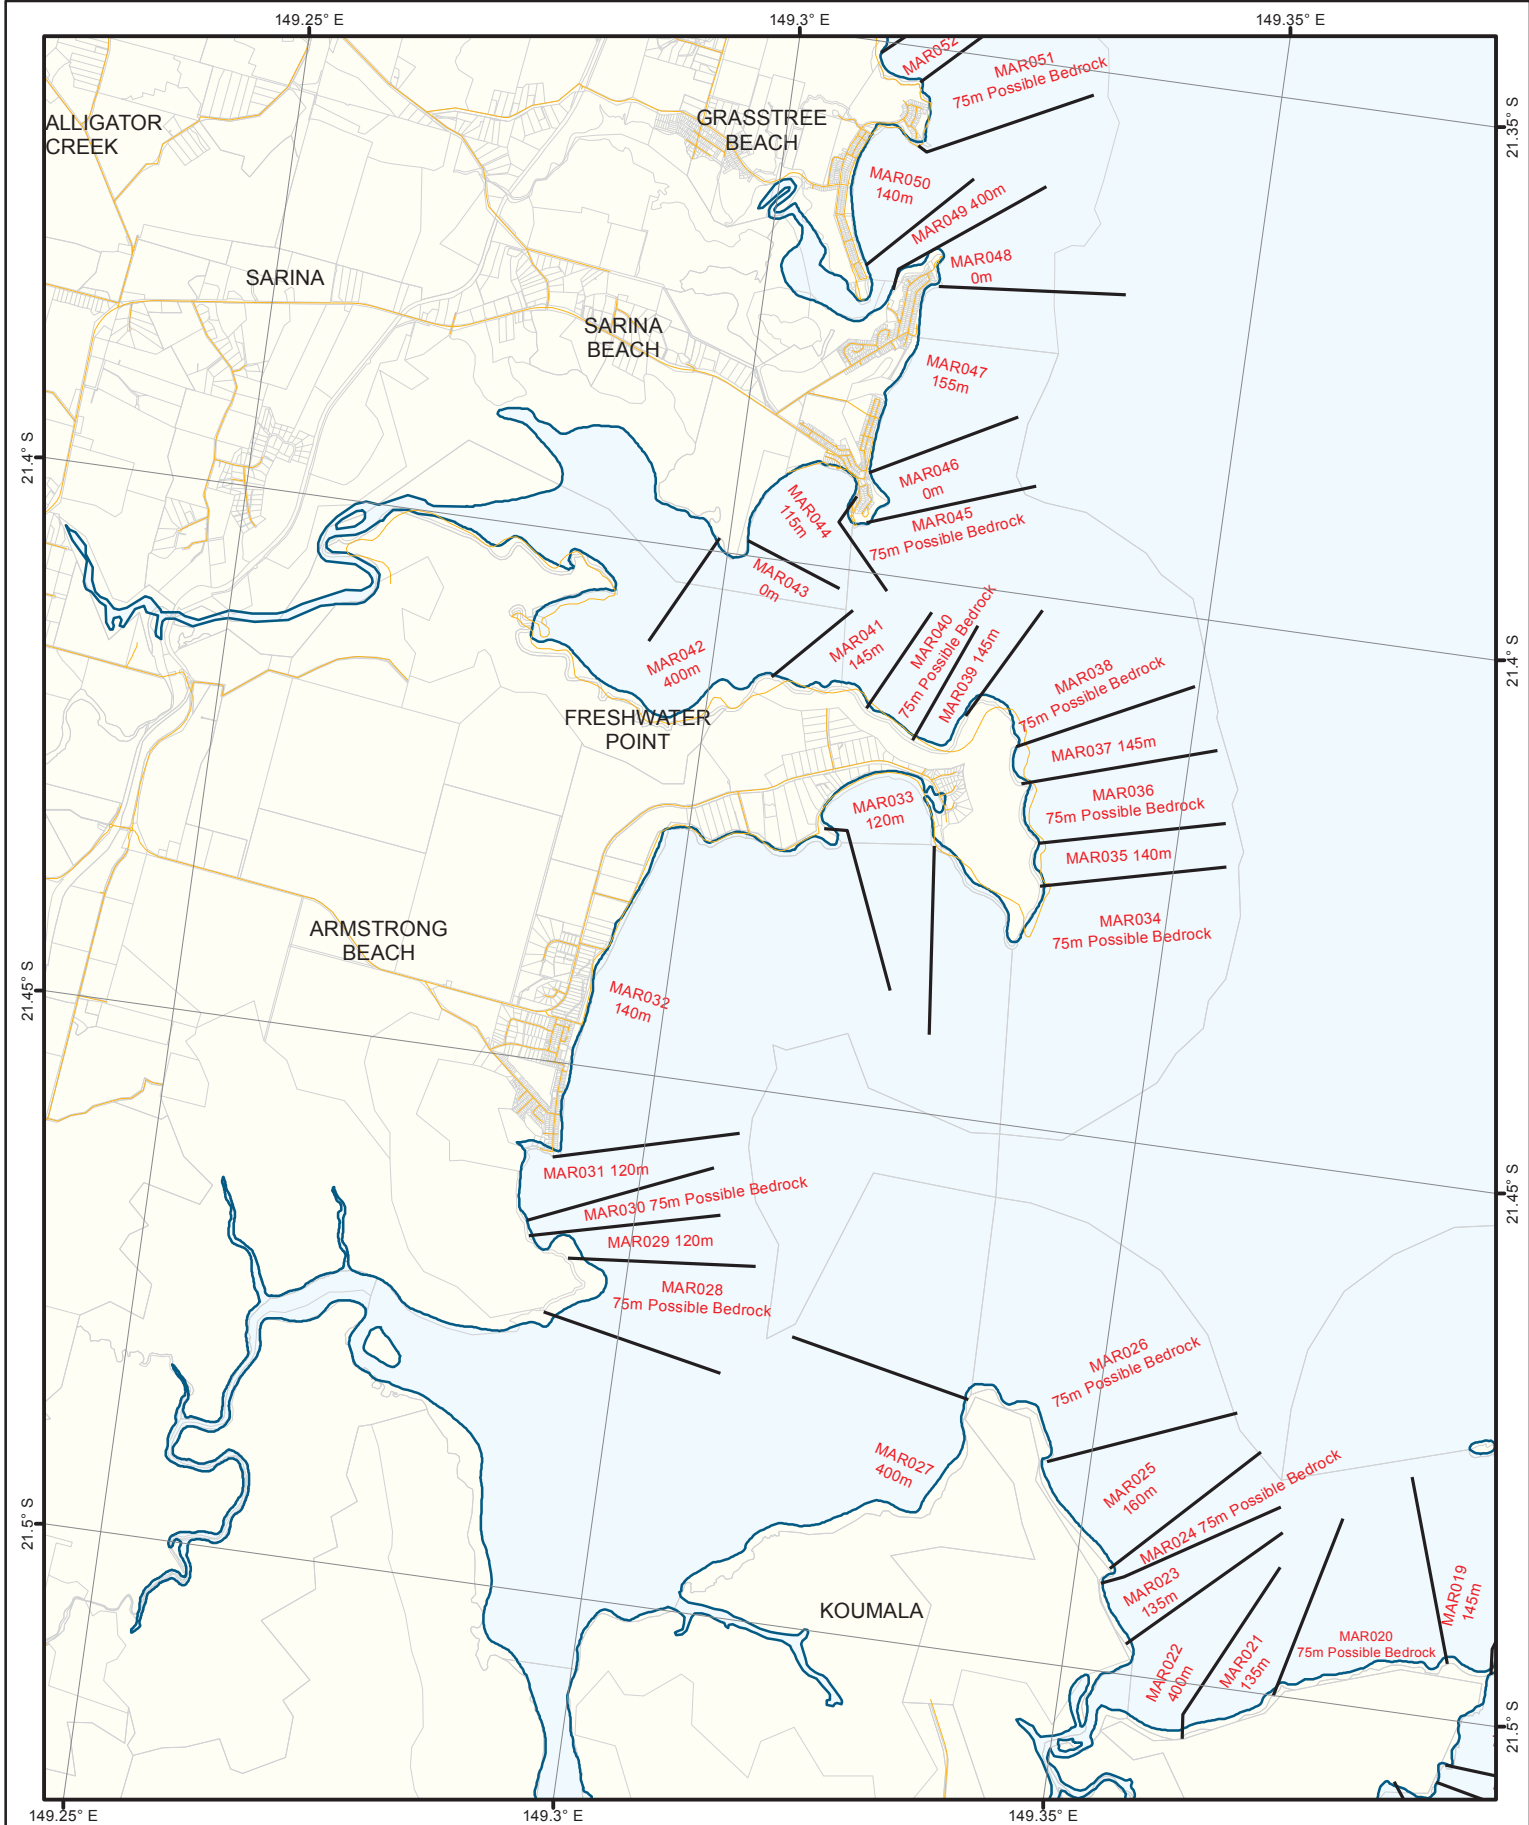 149.25° E
149.3° E
149.35° E
MAR052
MAR051
75m Possible Bedrock
21.35° S
ALLIGATOR
CREEK
GRASSTREE
BEACH
MAR050
140m
MAR049 400m
MAR048
0m
SARINA
SARINA
BEACH
MAR047
155m
21.4° S
MAR046
0m
MAR045
75m Possible Bedrock
MAR044
115m
MAR043
0m
MAR042
400m
MAR041
145m
MAR040
75m Possible Bedrock
MAR039 145m
MAR038
75m Possible Bedrock
21.4° S
FRESHWATER
POINT
MAR037 145m
MAR036
75m Possible Bedrock
MAR033
120m
MAR035 140m
MAR034
75m Possible Bedrock
ARMSTRONG
BEACH
21.45° S
MAR032
140m
MAR031 120m
MAR030 75m Possible Bedrock
21.45° S
MAR029 120m
MAR028
75m Possible Bedrock
MAR026
75m Possible Bedrock
MAR027
400m
MAR025
160m
21.5° S
MAR024 75m Possible Bedrock
MAR023
135m
KOUMALA
MAR022
400m
MAR021
135m
MAR020
75m Possible Bedrock
MAR019
145m
21.5° S
149.25° E
149.3° E
149.35° E